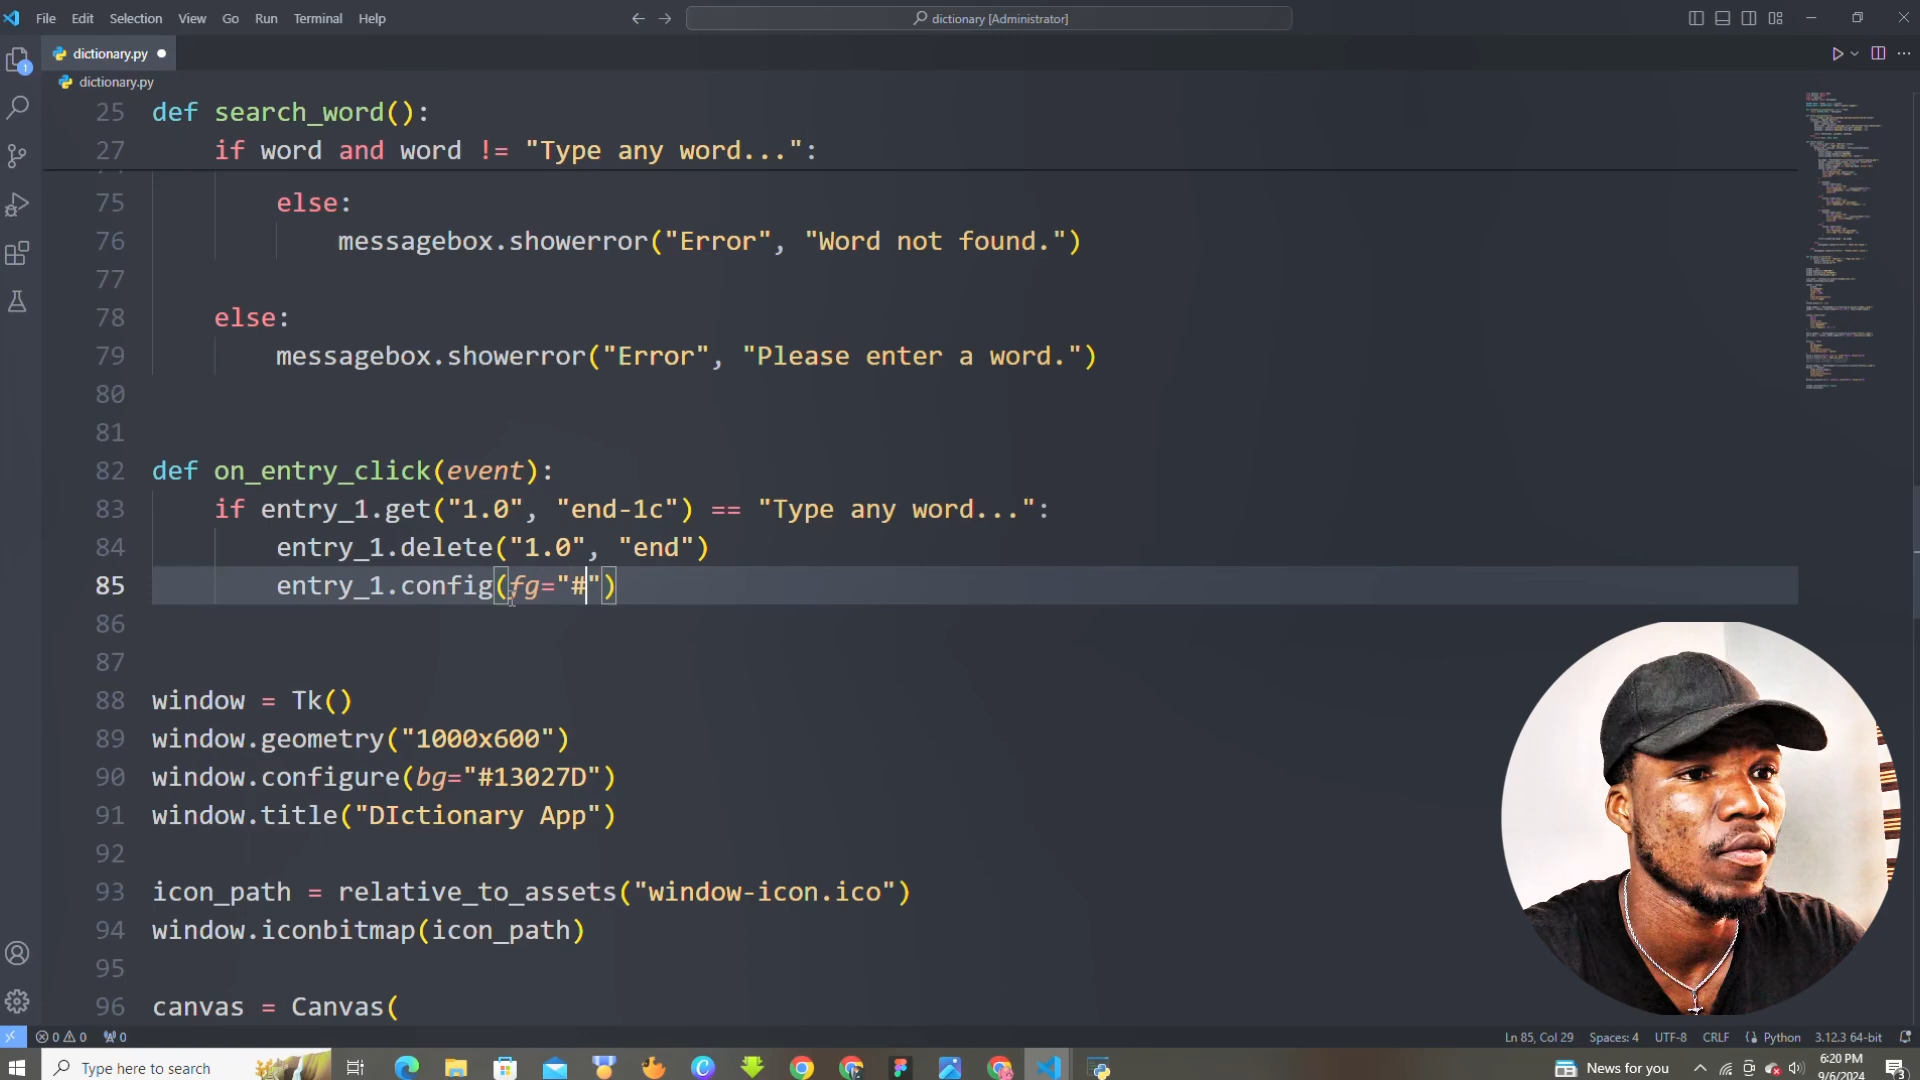 File Edit Selection View Go Run Terminal Help
dictionary [Administrator]
dictionary.py
dictionary.py
25 def search_word():
27 if word and word != "Type any word...":
75 else:
76 messagebox.showerror("Error", "Word not found.")
77
78 else:
79 messagebox.showerror("Error", "Please enter a word.")
80
81
82 def on_entry_click(event):
83 if entry_1.get("1.0", "end-1c") == "Type any word...":
84 entry_1.delete("1.0", "end")
85 entry_1.config(fg="#")
86
87
88 window = Tk()
89 window.geometry("1000x600")
90 window.configure(bg="#13027D")
91 window.title("DIctionary App")
92
93 icon_path = relative_to_assets("window-icon.ico")
94 window.iconbitmap(icon_path)
95
96 canvas = Canvas(
0 0 0 Ln 85, Col 29 Spaces: 4 UTF-8 CRLF Python 3.12.3 64-bit
Type here to search News for you 6:20 PM
9/6/2024